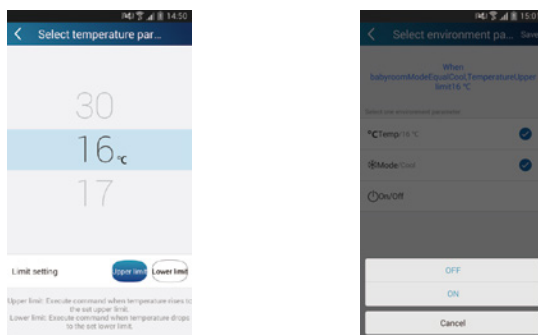 14:50
Select temperature par...
30
16 ℃
17
Limit setting
Upper limit
Lower limit
Upper limit: Execute command when temperature rises to
the set upper limit.
Lower limit: Execute command when temperature drops
to the set lower limit.
15:01
Select environment pa... Save
When
babyroomModeEqualCool,TemperatureUpper
limit16 ℃
Select one environment parameter
℃Temp/16 ℃
Mode/Cool
On/Off
OFF
ON
Cancel